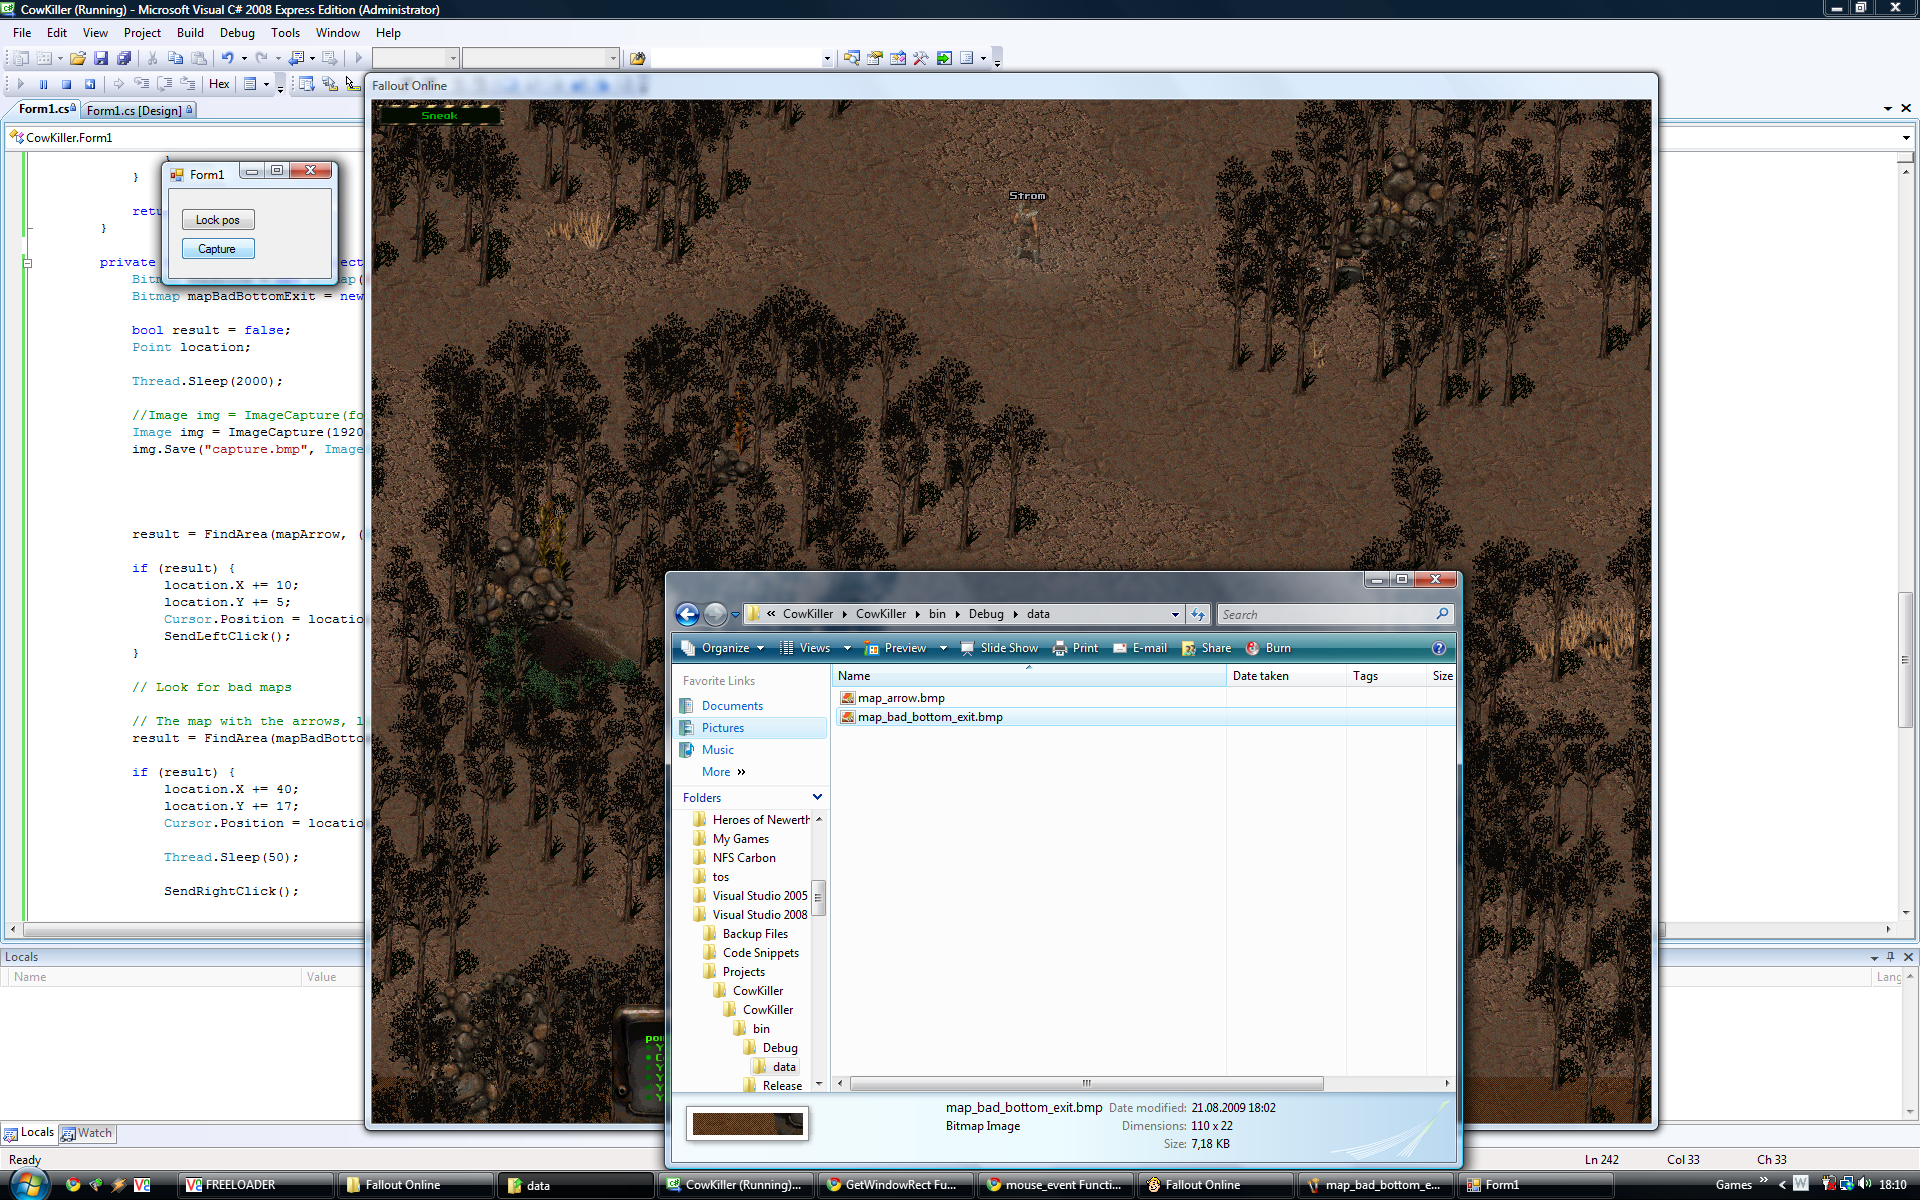 CowKiller (Running) - Microsoft Visual C# 2008 Express Edition (Administrator)
File Edit View Project Build Debug Tools Window Help
Hex
Form1.cs Form1.cs [Design]
CowKiller.Form1
Fallout Online
Sneak
Strom
Form1
Lock pos
Capture
}
}
private
Bitmap mapBadBottomExit = new
bool result = false;
Point location;
Thread.Sleep(2000);
//Image img = ImageCapture(fo
Image img = ImageCapture(1920
img.Save("capture.bmp", Image
result = FindArea(mapArrow, (
if (result) {
location.X += 10;
location.Y += 5;
Cursor.Position = locatio
SendLeftClick();
}
// Look for bad maps
// The map with the arrows, l
result = FindArea(mapBadBotto
if (result) {
location.X += 40;
location.Y += 17;
Cursor.Position = locatio
Thread.Sleep(50);
SendRightClick();
« CowKiller CowKiller bin Debug data
Search
Organize Views Preview Slide Show Print E-mail Share Burn
Favorite Links
Documents
Pictures
Music
More »
Folders
Heroes of Newerth
My Games
NFS Carbon
tos
Visual Studio 2005
Visual Studio 2008
Backup Files
Code Snippets
Projects
CowKiller
CowKiller
bin
Debug
data
Release
Name Date taken Tags Size
map_arrow.bmp
map_bad_bottom_exit.bmp
map_bad_bottom_exit.bmp Date modified: 21.08.2009 18:02
Bitmap Image Dimensions: 110 x 22
Size: 7,18 KB
Locals
Name Value Lang
Locals Watch
Ready Ln 242 Col 33 Ch 33
FREELOADER Fallout Online data CowKiller (Running)... GetWindowRect Fu... mouse_event Functi... Fallout Online map_bad_bottom_e... Form1 Games » 18:10